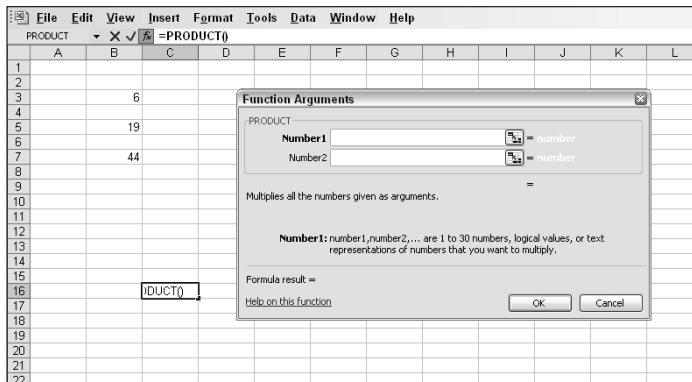 File Edit View Insert Format Tools Data Window Help
PRODUCT fx =PRODUCT()
A B C D E F G H I J K L
1
2
3 6
4
5 19
6
7 44
8
9
10
11
12
13
14
15
16 DUCT()
17
18
19
20
21
22
Function Arguments
PRODUCT
Number1 = number
Number2 = number
=
Multiplies all the numbers given as arguments.
Number1: number1,number2,... are 1 to 30 numbers, logical values, or text
representations of numbers that you want to multiply.
Formula result =
Help on this function OK Cancel